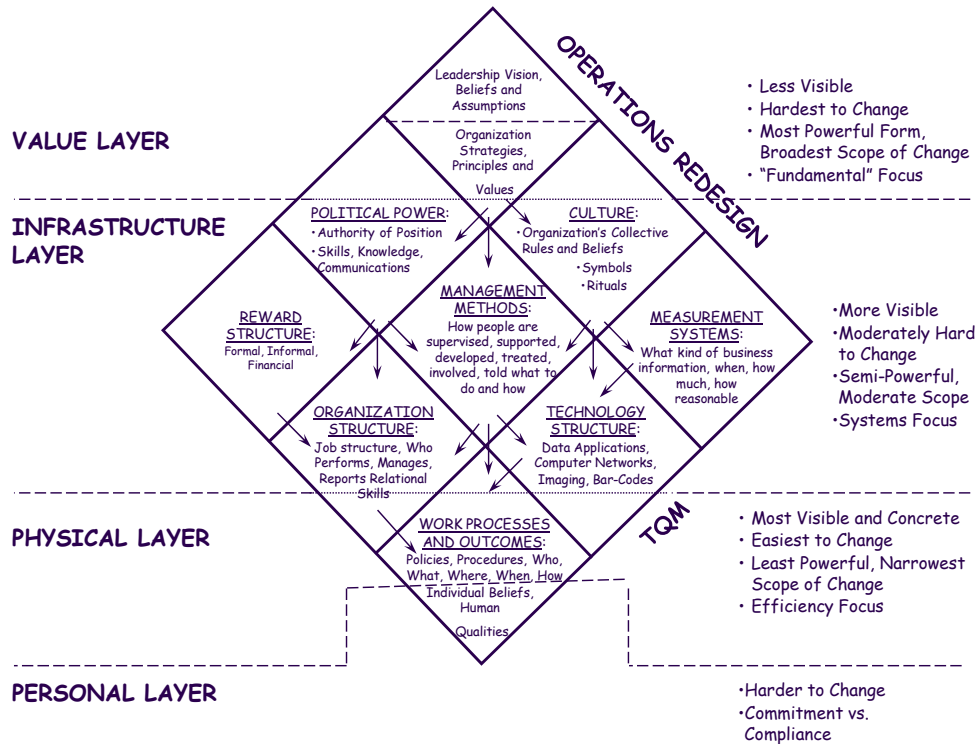 OPERATIONS REDESIGN
Leadership Vision,
Beliefs and
Assumptions
• Less Visible
• Hardest to Change
• Most Powerful Form,
Broadest Scope of Change
• "Fundamental" Focus
VALUE LAYER
Organization
Strategies,
Principles and
Values
INFRASTRUCTURE
LAYER
POLITICAL POWER:
•Authority of Position
•Skills, Knowledge,
Communications
CULTURE:
•Organization's Collective
Rules and Beliefs
•Symbols
•Rituals
REWARD
STRUCTURE:
Formal, Informal,
Financial
MANAGEMENT
METHODS:
How people are
supervised, supported,
developed, treated,
involved, told what to
do and how
MEASUREMENT
SYSTEMS:
What kind of business
information, when, how
much, how
reasonable
•More Visible
•Moderately Hard
to Change
•Semi-Powerful,
Moderate Scope
•Systems Focus
ORGANIZATION
STRUCTURE:
Job structure, Who
Performs, Manages,
Reports Relational
Skills
TECHNOLOGY
STRUCTURE:
Data Applications,
Computer Networks,
Imaging, Bar-Codes
TQM
PHYSICAL LAYER
WORK PROCESSES
AND OUTCOMES:
Policies, Procedures, Who,
What, Where, When, How
Individual Beliefs,
Human
Qualities
• Most Visible and Concrete
• Easiest to Change
• Least Powerful, Narrowest
Scope of Change
• Efficiency Focus
PERSONAL LAYER
•Harder to Change
•Commitment vs.
Compliance